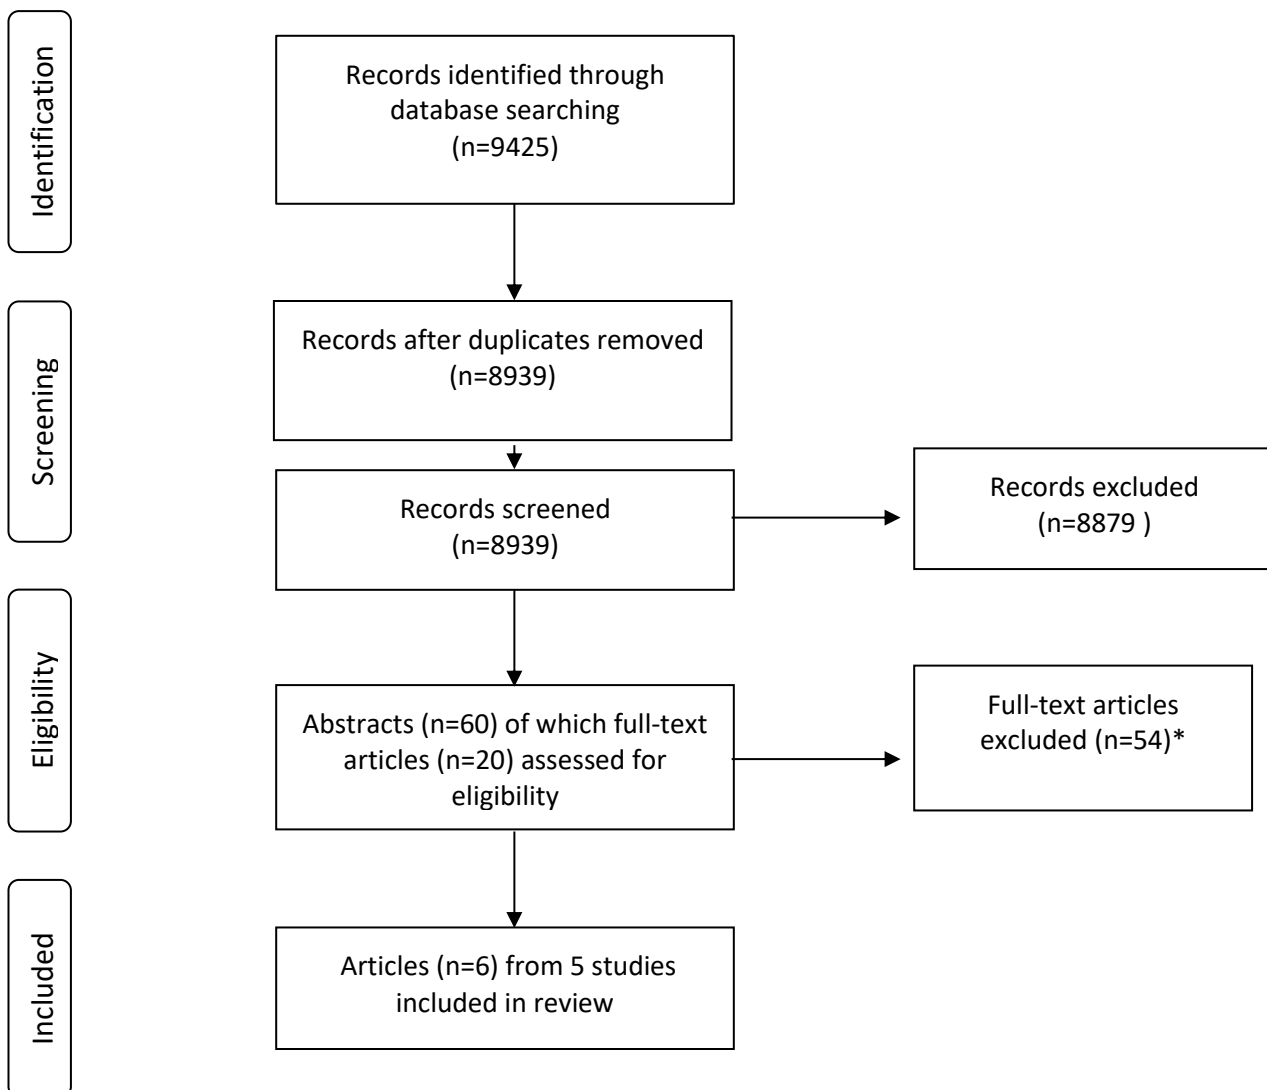 Identification
Records identified through
database searching
(n=9425)
Screening
Records after duplicates removed
(n=8939)
Records screened
(n=8939)
Records excluded
(n=8879 )
Eligibility
Abstracts (n=60) of which full-text
articles (n=20) assessed for
eligibility
Full-text articles
excluded (n=54)*
Included
Articles (n=6) from 5 studies
included in review